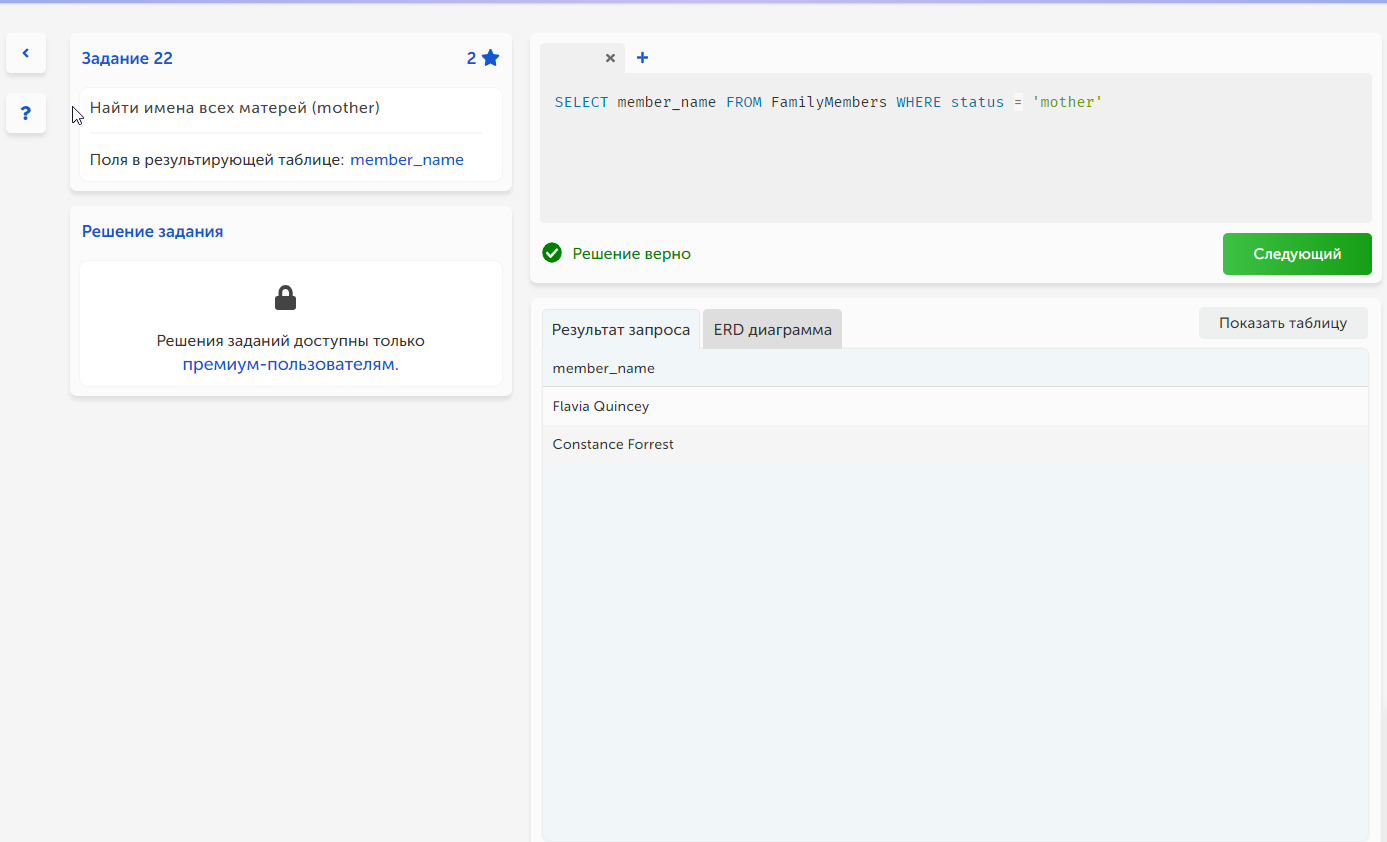 Задание 22
2
?
Найти имена всех матерей (mother)
Поля в результирующей таблице: member_name
Решение задания
Решения заданий доступны только
премиум-пользователям.
SELECT member_name FROM FamilyMembers WHERE status = 'mother'
Решение верно
Следующий
Результат запроса
ERD диаграмма
Показать таблицу
member_name
Flavia Quincey
Constance Forrest